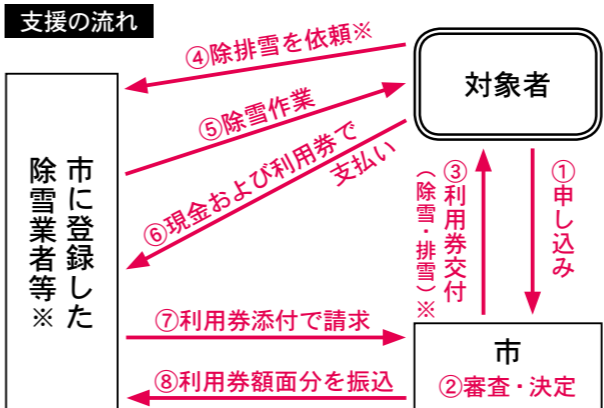 支援の流れ
④除排雪を依頼※
対象者
⑤除雪作業
⑥現金および利用券で
支払い
市に登録した
除雪業者等※
①申し込み
③利用券交付
（除雪・排雪）※
⑦利用券添付で請求
市
②審査・決定
⑧利用券額面分を振込